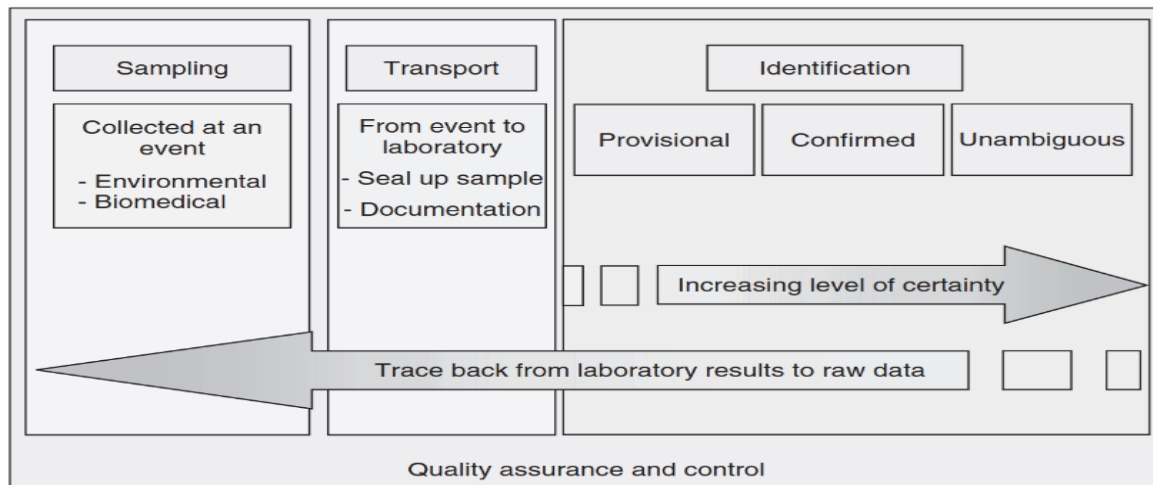 Sampling
Collected at an
event
- Environmental
- Biomedical
Transport
From event to
laboratory
- Seal up sample
- Documentation
Identification
Provisional
Confirmed
Unambiguous
Increasing level of certainty
Trace back from laboratory results to raw data
Quality assurance and control